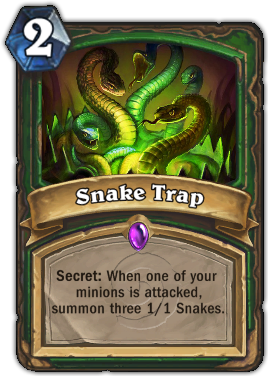 2
Snake Trap
Secret: When one of your
minions is attacked,
summon three 1/1 Snakes.